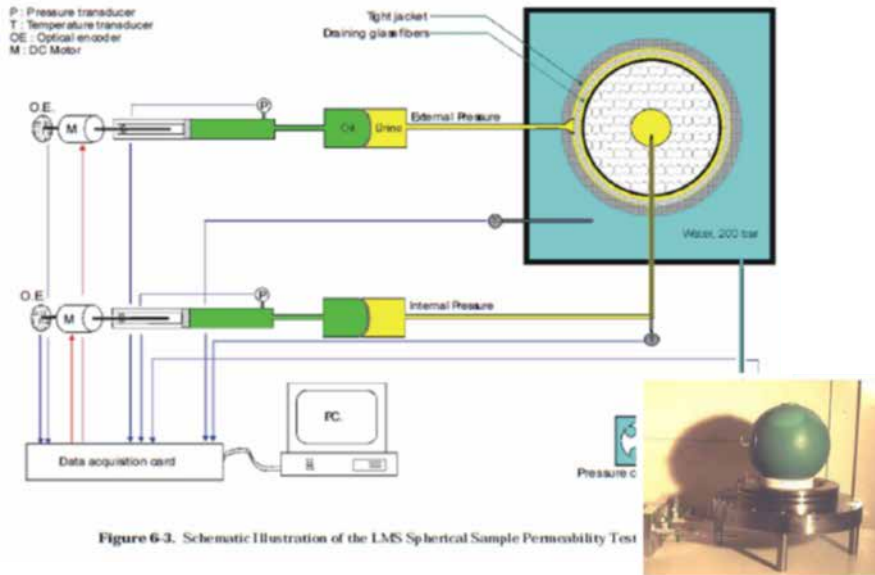 P : Pressure transducer
T : Temperature transducer
OE : Optical encoder
M : DC Motor
Tight jacket
Draining glass fibers
O.E.
M
P
Oil
Brine
External Pressure
Water, 200 bar
O.E.
M
P
Internal Pressure
PC.
Data acquisition card
Pressure
Figure 6-3. Schematic Illustration of the LMS Spherical Sample Permeability Test